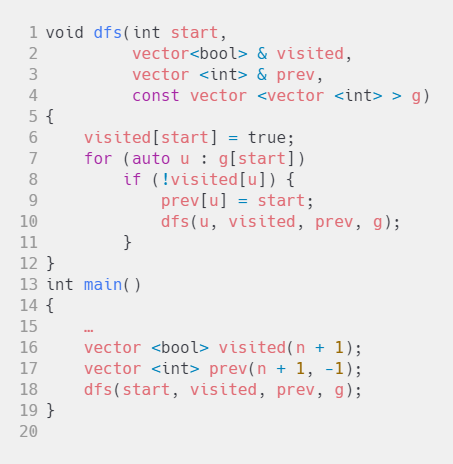 1 void dfs(int start,
2          vector<bool> & visited,
3          vector <int> & prev,
4          const vector <vector <int> > g)
5 {
6     visited[start] = true;
7     for (auto u : g[start])
8         if (!visited[u]) {
9             prev[u] = start;
10             dfs(u, visited, prev, g);
11         }
12 }
13 int main()
14 {
15     …
16     vector <bool> visited(n + 1);
17     vector <int> prev(n + 1, -1);
18     dfs(start, visited, prev, g);
19 }
20